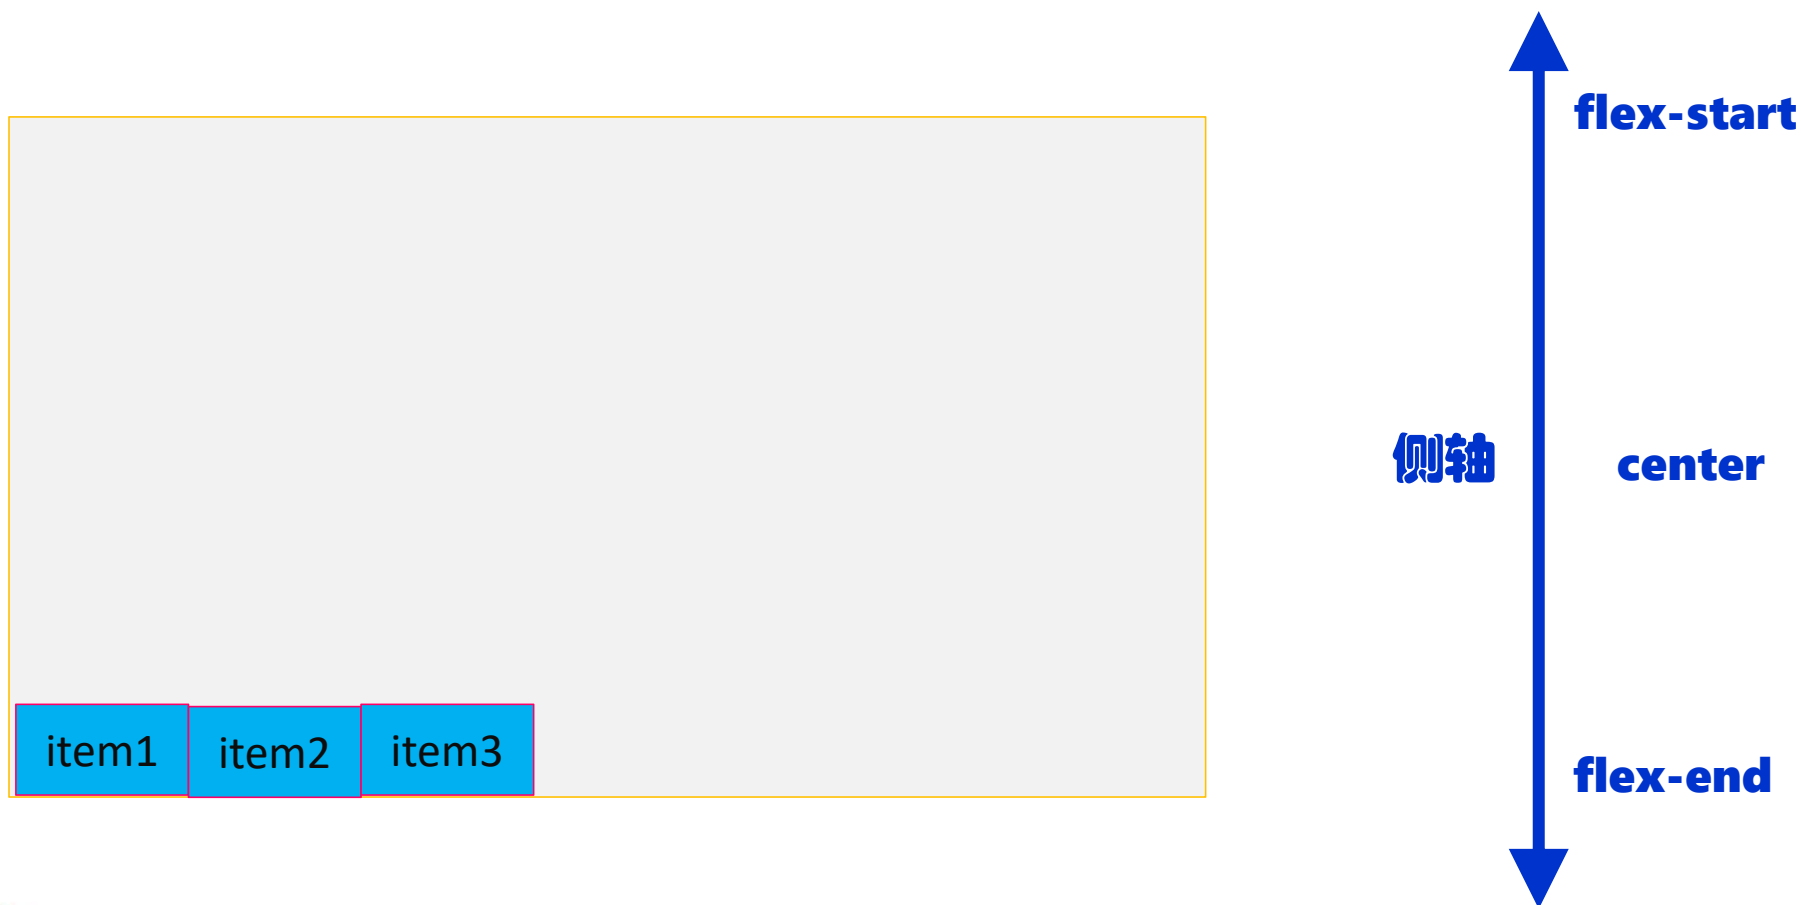 flex-start
侧轴
center
item1
item2
item3
flex-end